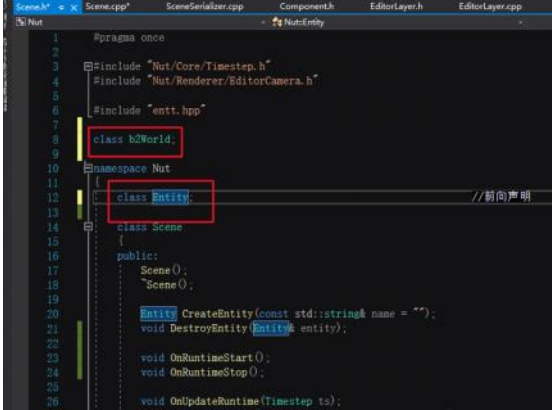 Scene.h* Scene.cpp* SceneSerializer.cpp Component.h EditorLayer.h EditorLayer.cpp
Nut Nut::Entity
1 #pragma once
2
3 #include "Nut/Core/Timestep.h"
4 #include "Nut/Renderer/EditorCamera.h"
5
6 #include "entt.hpp"
7
8 class b2World;
9
10 namespace Nut
11 {
12 class Entity; //前向声明
13
14 class Scene
15 {
16 public:
17 Scene();
18 ~Scene();
19
20 Entity CreateEntity(const std::string& name = "");
21 void DestroyEntity(Entity& entity);
22
23 void OnRuntimeStart();
24 void OnRuntimeStop();
25
26 void OnUpdateRuntime(Timestep ts);